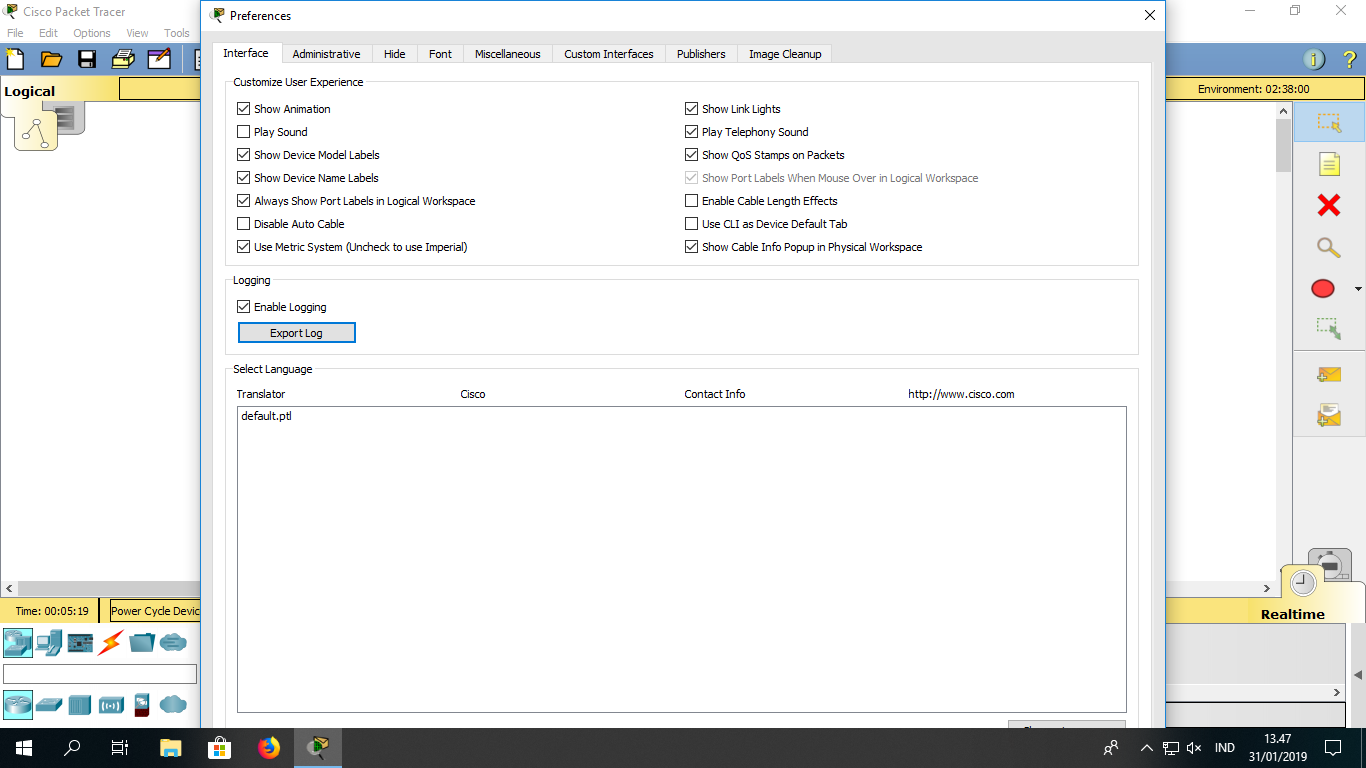 Cisco Packet Tracer
File Edit Options View Tools
Logical
Environment: 02:38:00
Preferences
Interface Administrative Hide Font Miscellaneous Custom Interfaces Publishers Image Cleanup
Customize User Experience
Show Animation
Show Link Lights
Play Sound
Play Telephony Sound
Show Device Model Labels
Show QoS Stamps on Packets
Show Device Name Labels
Show Port Labels When Mouse Over in Logical Workspace
Always Show Port Labels in Logical Workspace
Enable Cable Length Effects
Disable Auto Cable
Use CLI as Device Default Tab
Use Metric System (Uncheck to use Imperial)
Show Cable Info Popup in Physical Workspace
Logging
Enable Logging
Export Log
Select Language
Translator Cisco Contact Info http://www.cisco.com
default.ptl
Time: 00:05:19 Power Cycle Devic
Realtime
IND
13.47
31/01/2019